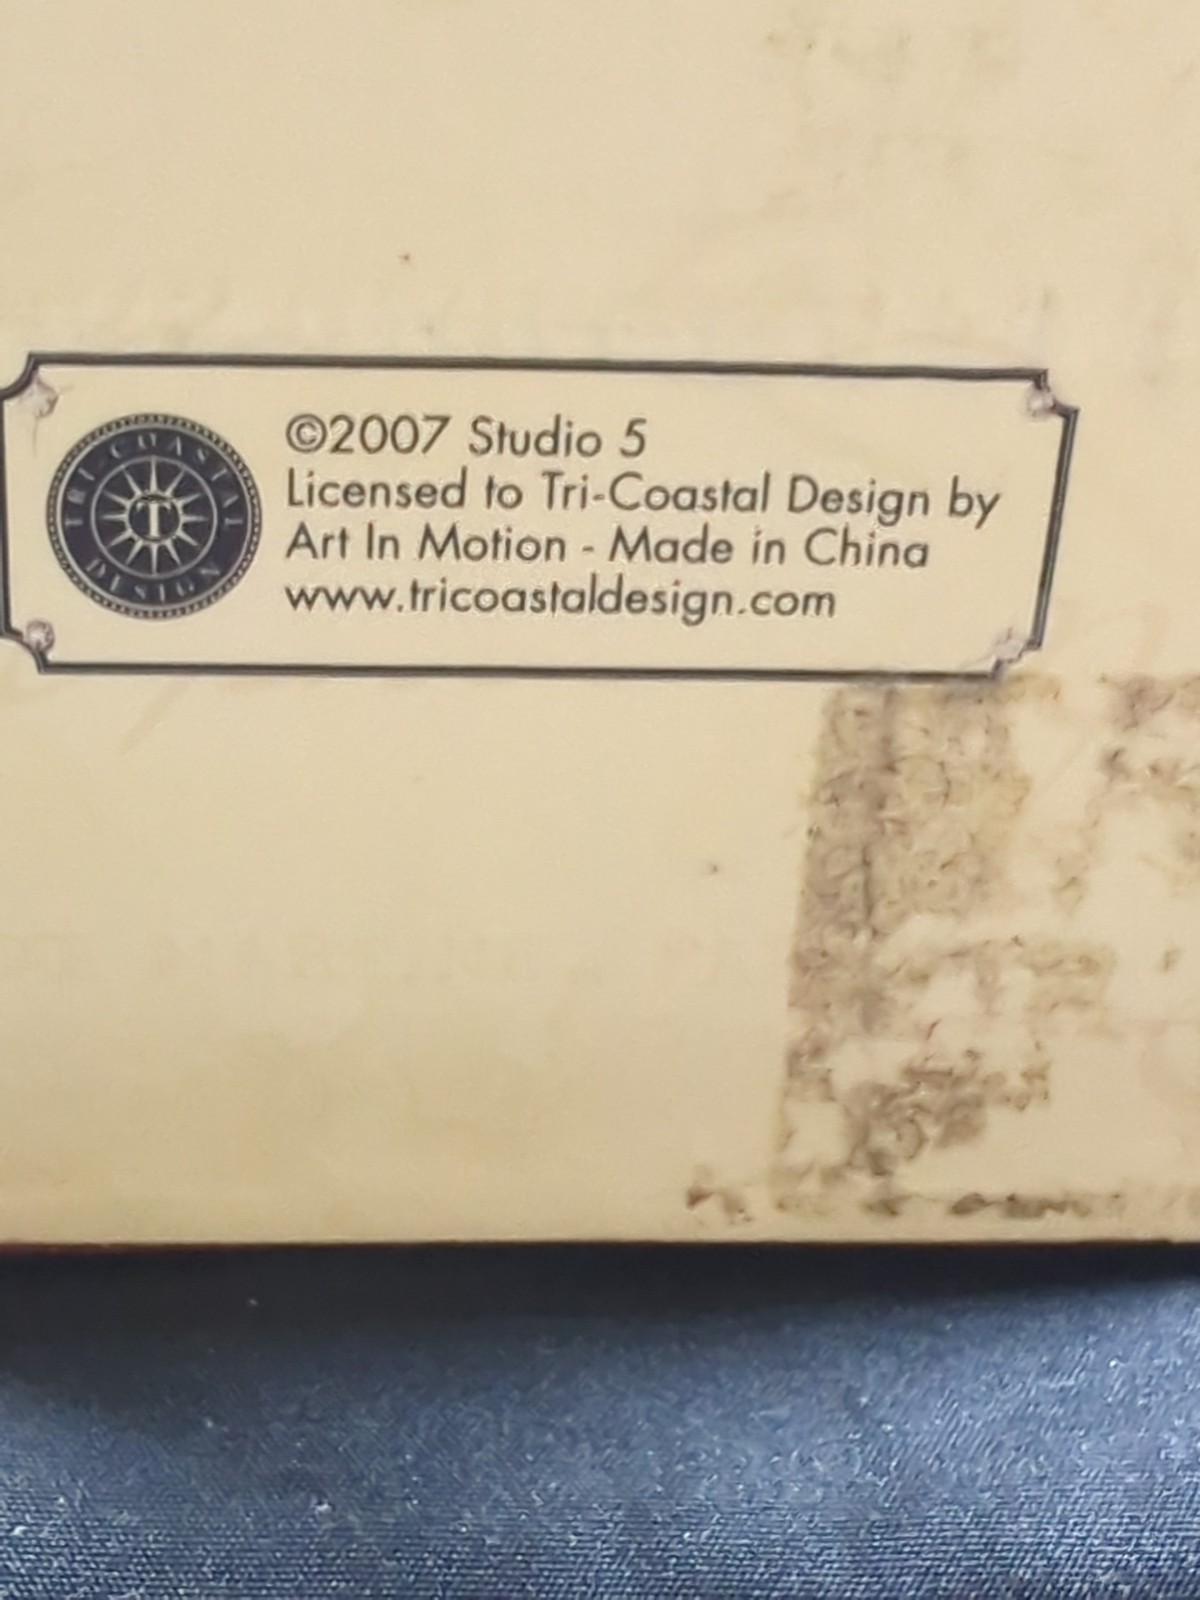 TRI-COASTAL DESIGN
T
©2007 Studio 5
Licensed to Tri-Coastal Design by
Art In Motion - Made in China
www.tricoastaldesign.com